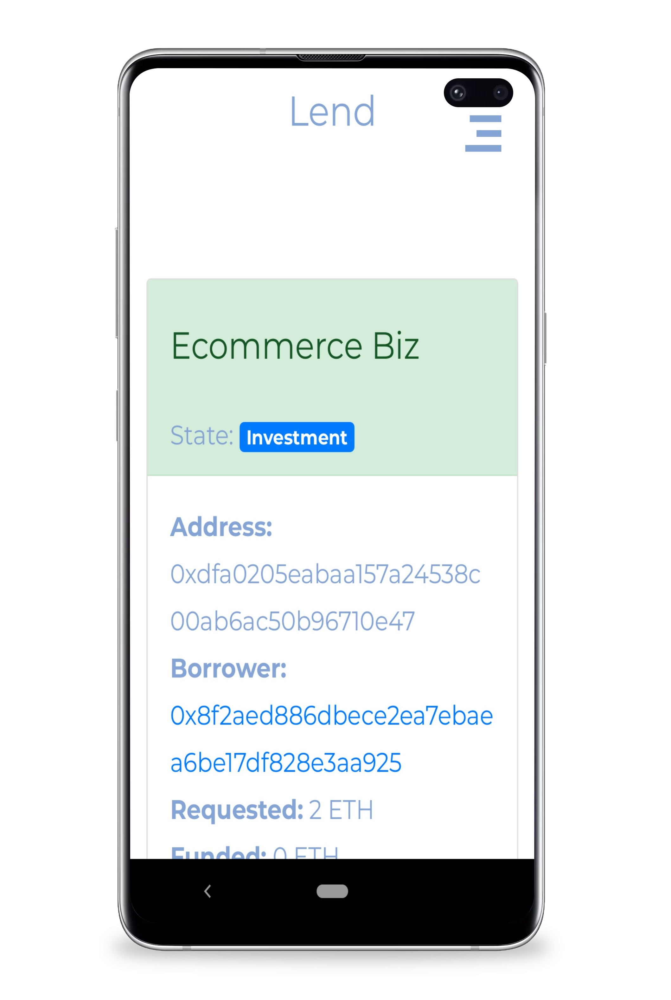 Lend
Ecommerce Biz
State: Investment
Address:
0xdfa0205eabaa157a24538c
00ab6ac50b96710e47
Borrower:
0x8f2aed886dbece2ea7ebae
a6be17df828e3aa925
Requested: 2 ETH
Funded: 0 ETH